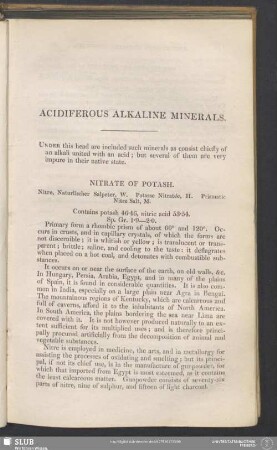 ACIDIFEROUS ALKALINE MINERALS.
UNDER this head are included such minerals as consist chiefly of
an alkali united with an acid; but several of them are very
impure in their native state.
NITRATE OF POTASH.
Nitre, Naturlicher Salpeter, W. Potasse Nitratée, H. Prismatic
Nitre Salt, M.
Contains potash 46·46, nitric acid 53·54.
Sp. Gr. 1·9—2·0.
Primary form a rhombic prism of about 60° and 120°. Oc-
curs in crusts, and in capillary crystals, of which the forms are
not discernible; it is whitish or yellow; is translucent or trans-
parent; brittle; saline, and cooling to the taste; it deflagrates
when placed on a hot coal, and detonates with combustible sub-
stances.
It occurs on or near the surface of the earth, on old walls, &c.
In Hungary, Persia, Arabia, Egypt, and in many of the plains
of Spain, it is found in considerable quantities. It is also com-
mon in India, especially on a large plain near Agra in Bengal.
The mountainous regions of Kentucky, which are calcareous and
full of caverns, afford it to the inhabitants of North America.
In South America, the plains bordering the sea near Lima are
covered with it. It is not however produced naturally to an ex-
tent sufficient for its multiplied uses; and is therefore princi-
pally procured artificially from the decomposition of animal and
vegetable substances.
Nitre is employed in medicine, the arts, and in metallurgy for
assisting the processes of oxidating and smelting; but its princi-
pal, if not its chief use, is in the manufacture of gunpowder, for
which that imported from Egypt is most esteemed, as it contains
the least calcareous matter. Gunpowder consists of seventy-six
parts of nitre, nine of sulphur, and fifteen of light charcoal.
SLUB